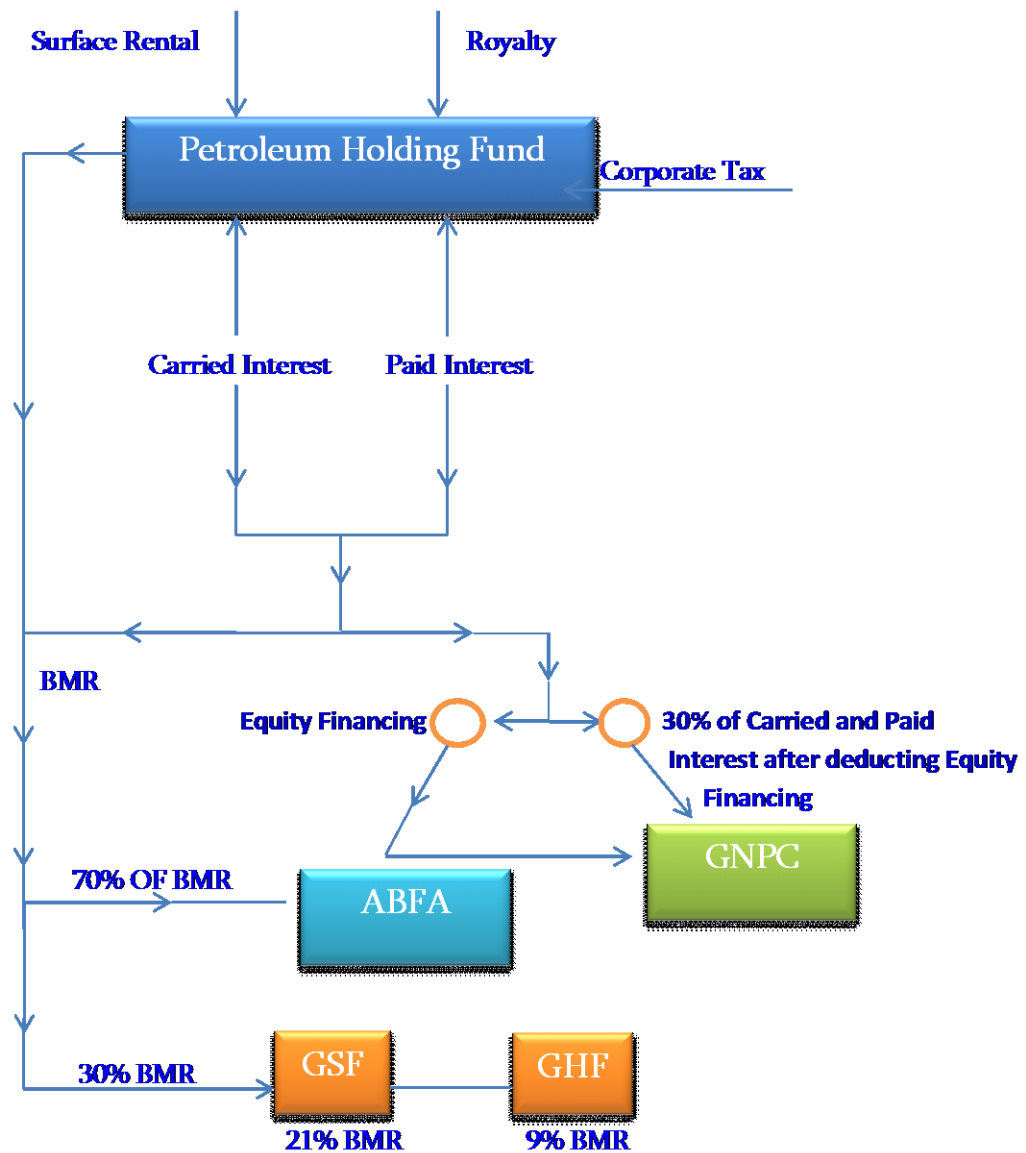 Surface Rental
Royalty
Petroleum Holding Fund
Corporate Tax
Carried Interest
Paid Interest
BMR
Equity Financing
30% of Carried and Paid
Interest after deducting Equity
Financing
GNPC
70% OF BMR
ABFA
GSF
GHF
30% BMR
21% BMR
9% BMR